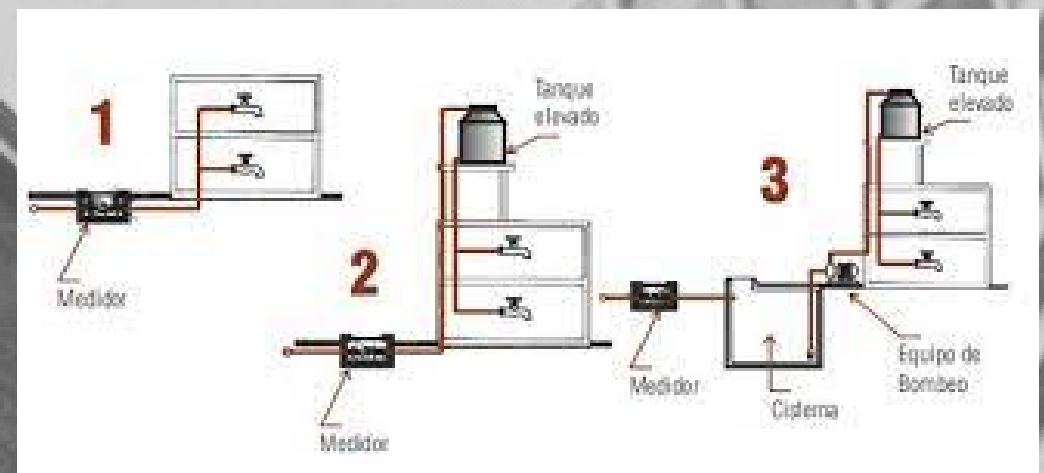 1
Medidor
2
Tanque
elevado
Medidor
3
Tanque
elevado
Medidor
Cisterna
Equipo de
Bombeo